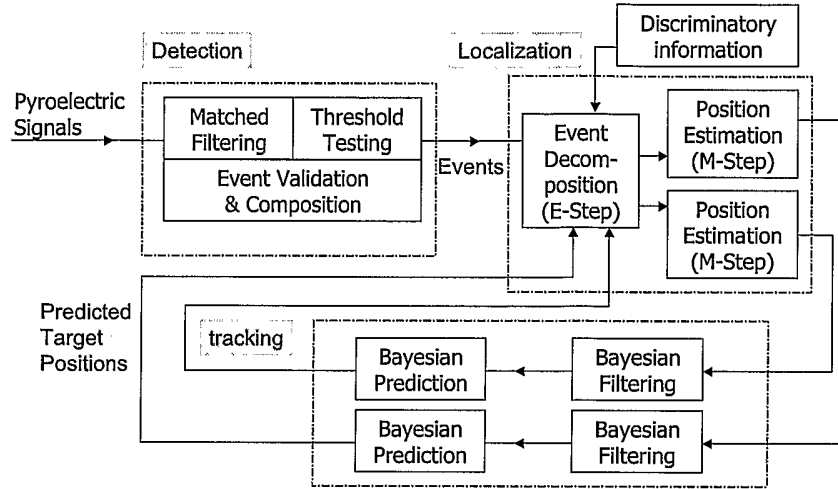 Discriminatory
information
Detection
Localization
Pyroelectric
Signals
Matched
Filtering
Threshold
Testing
Event Validation
& Composition
Events
Event
Decom-
position
(E-Step)
Position
Estimation
(M-Step)
Position
Estimation
(M-Step)
Predicted
Target
Positions
tracking
Bayesian
Prediction
Bayesian
Filtering
Bayesian
Prediction
Bayesian
Filtering